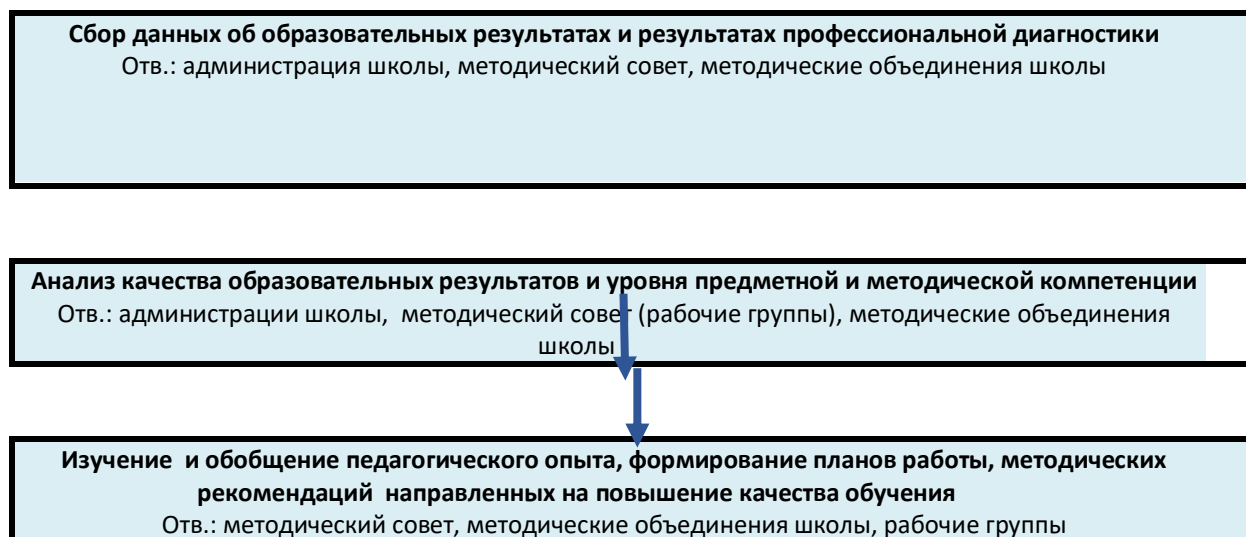 Сбор данных об образовательных результатах и результатах профессиональной диагностики
Отв.: администрация школы, методический совет, методические объединения школы
Анализ качества образовательных результатов и уровня предметной и методической компетенции
Отв.: администрации школы,  методический совет (рабочие группы), методические объединения
школы
Изучение  и обобщение педагогического опыта, формирование планов работы, методических
рекомендаций  направленных на повышение качества обучения
Отв.: методический совет, методические объединения школы, рабочие группы